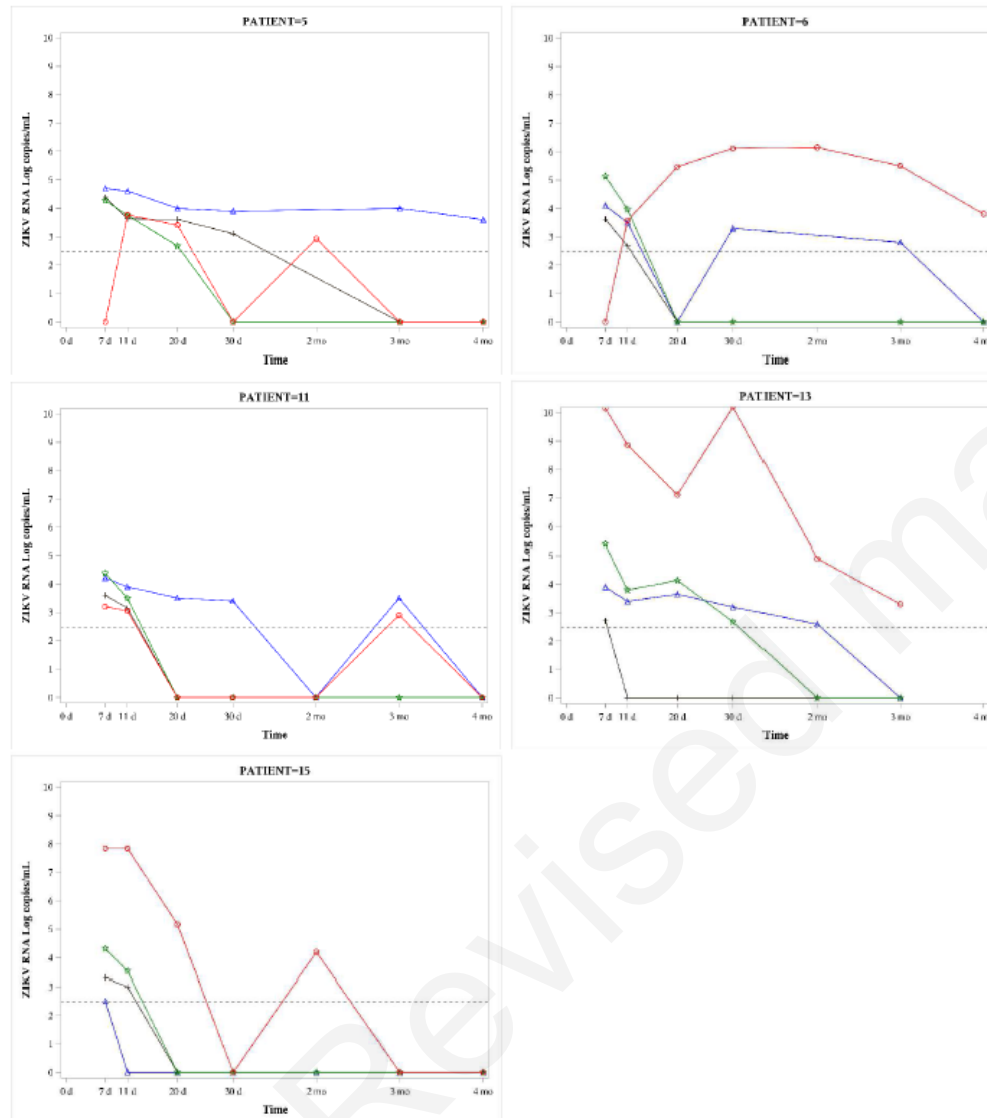 PATIENT=5
10
9
8
7
6
5
4
3
2
1
0
ZIKV RNA Log copies/mL
0 d 7 d 11 d 20 d 30 d 2 mo 3 mo 4 mo
Time
PATIENT=6
10
9
8
7
6
5
4
3
2
1
0
ZIKV RNA Log copies/mL
0 d 7 d 11 d 20 d 30 d 2 mo 3 mo 4 m
Time
PATIENT=11
10
9
8
7
6
5
4
3
2
1
0
ZIKV RNA Log copies/mL
0 d 7 d 11 d 20 d 30 d 2 mo 3 mo 4 mo
Time
PATIENT=13
10
9
8
7
6
5
4
3
2
1
0
ZIKV RNA Log copies/mL
0 d 7 d 11 d 20 d 30 d 2 mo 3 mo 4 m
Time
PATIENT=15
10
9
8
7
6
5
4
3
2
1
0
ZIKV RNA Log copies/mL
0 d 7 d 11 d 20 d 30 d 2 mo 3 mo 4 mo
Time
Revised ma